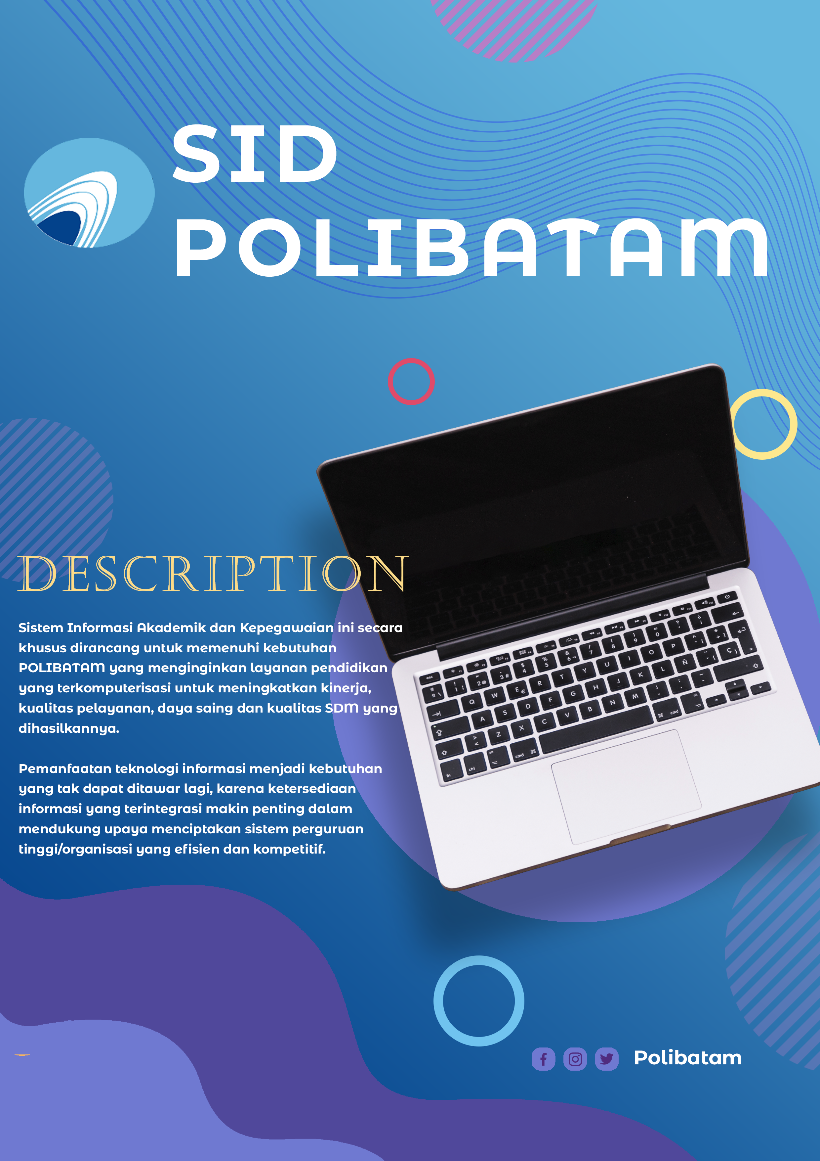 SID
POLIBATAM
DESCRIPTION
Sistem Informasi Akademik dan Kepegawaian ini secara
khusus dirancang untuk memenuhi kebutuhan
POLIBATAM yang menginginkan layanan pendidikan
yang terkomputerisasi untuk meningkatkan kinerja,
kualitas pelayanan, daya saing dan kualitas SDM yang
dihasilkannya.
Pemanfaatan teknologi informasi menjadi kebutuhan
yang tak dapat ditawar lagi, karena ketersediaan
informasi yang terintegrasi makin penting dalam
mendukung upaya menciptakan sistem perguruan
tinggi/organisasi yang efisien dan kompetitif.
Polibatam